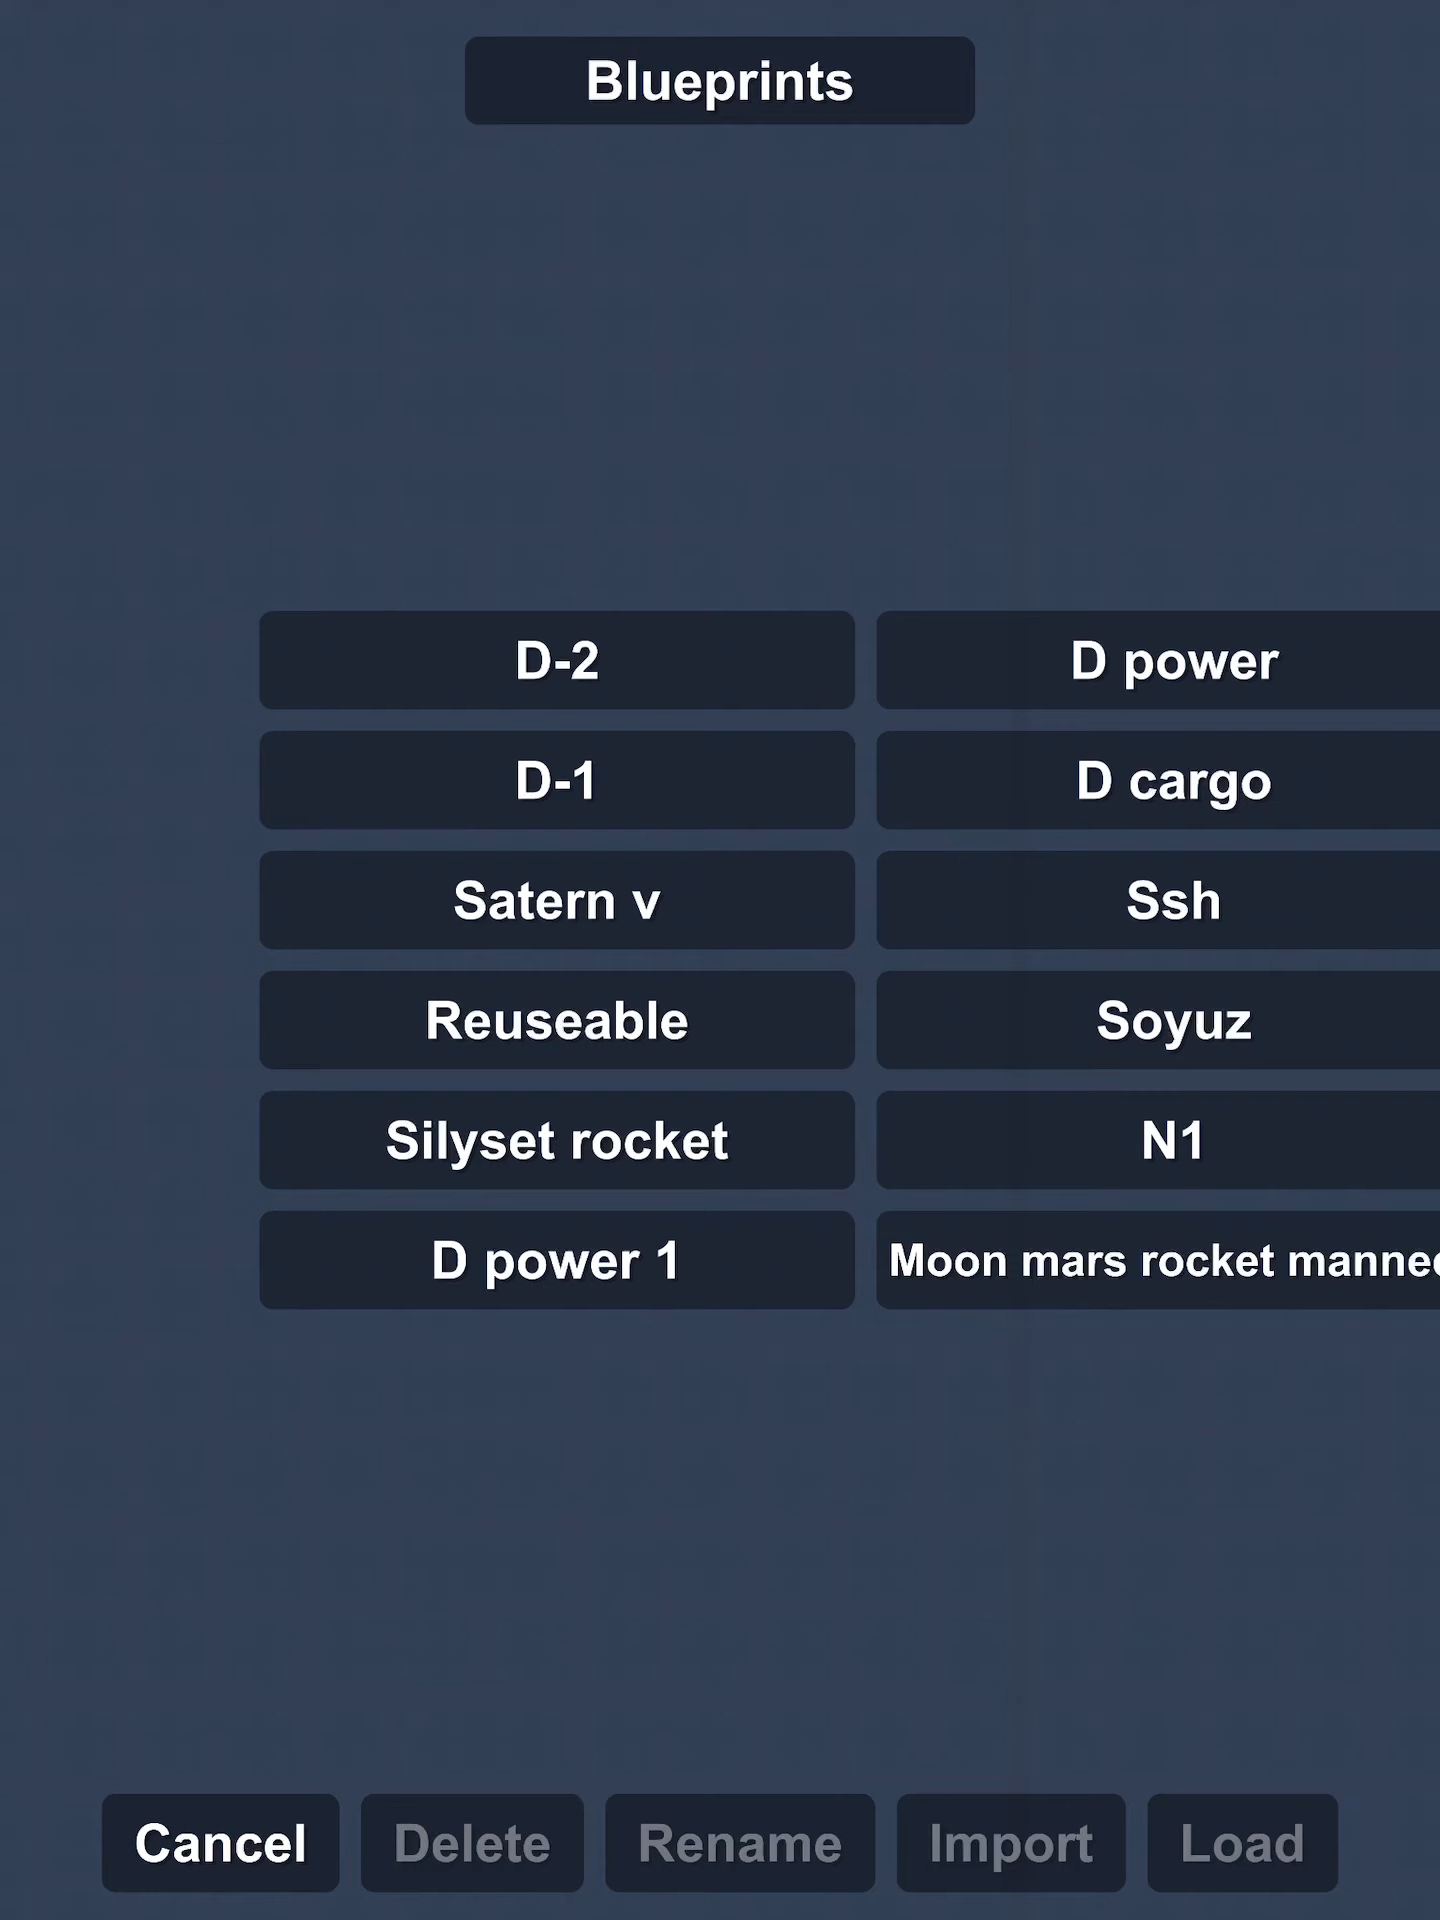 Blueprints
D-2
D power
D-1
D cargo
Satern v
Ssh
Reuseable
Soyuz
Silyset rocket
N1
D power 1
Moon mars rocket manned
Cancel
Delete
Rename
Import
Load